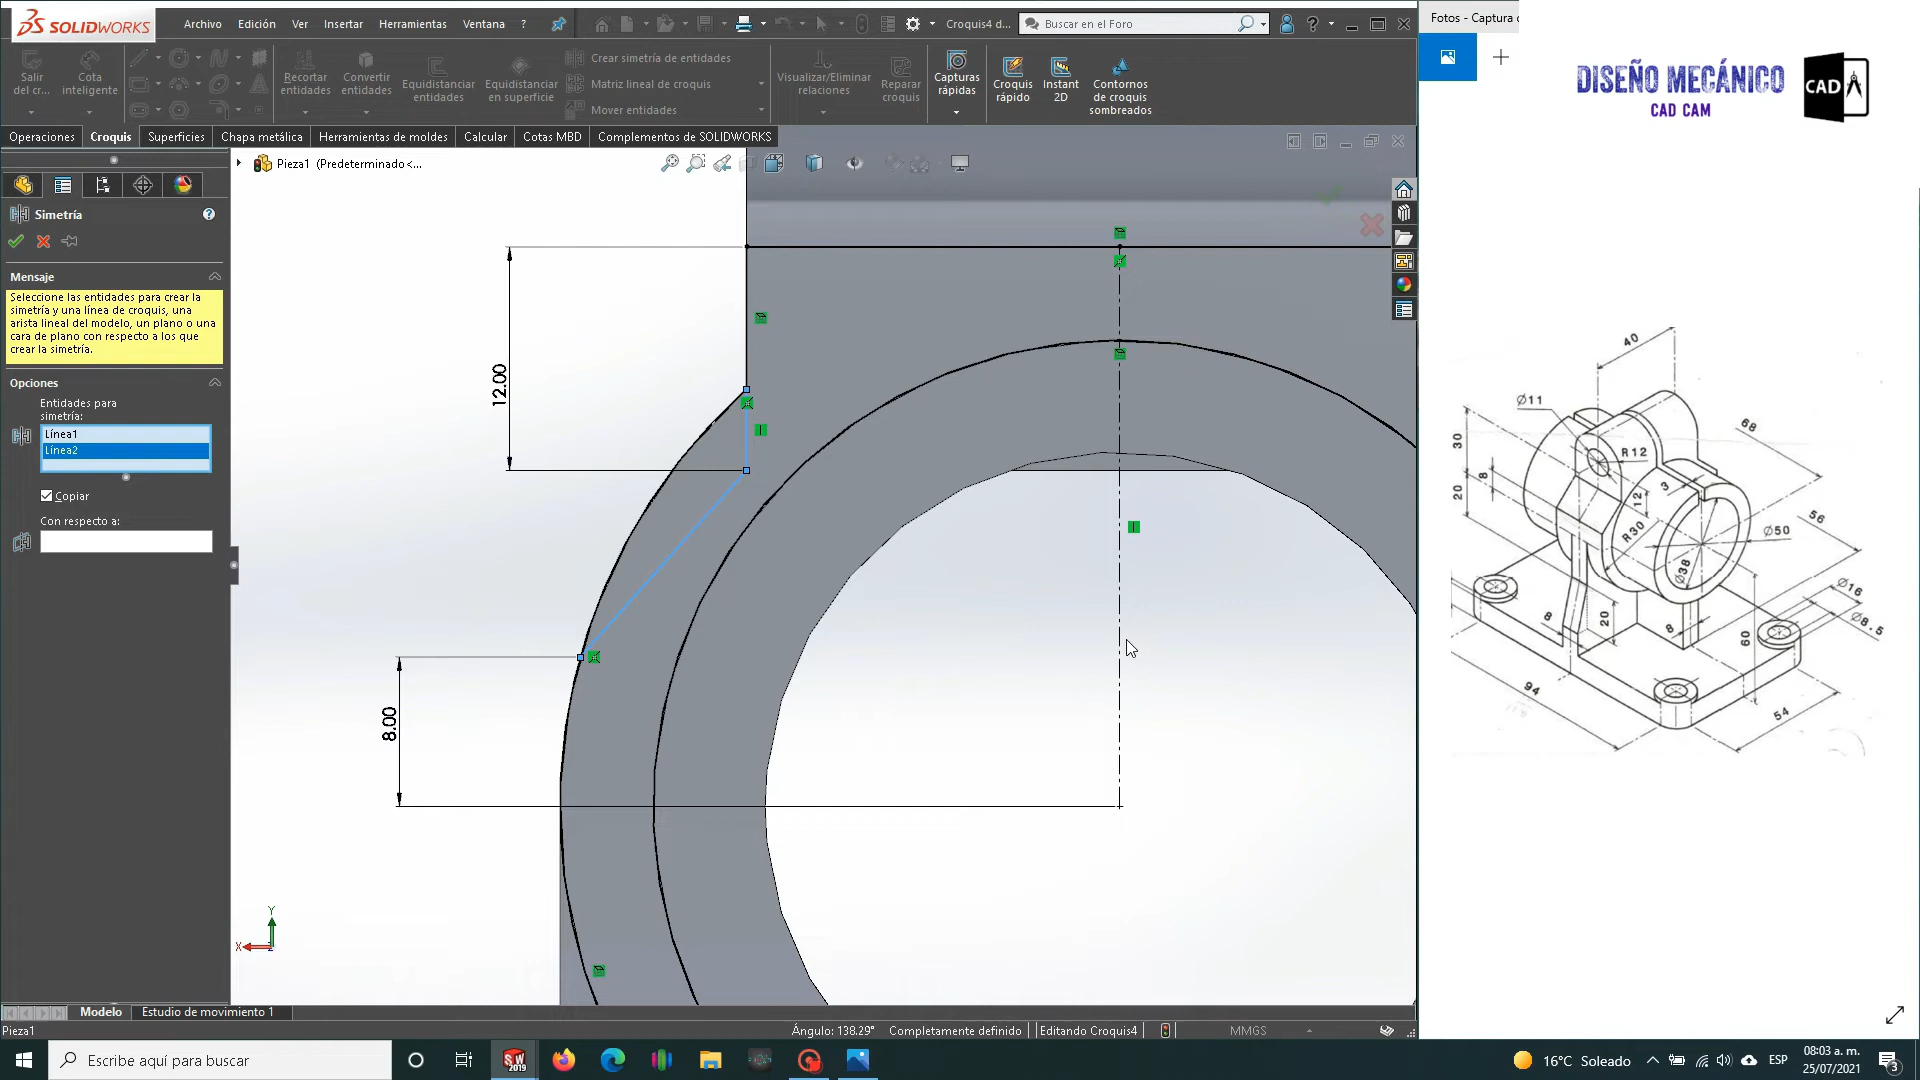 SOLIDWORKS
Archivo Edición Ver Insertar Herramientas Ventana ? Croquis4 d... Buscar en el Foro ?
Fotos - Captura
Salir del cr...
Cota inteligente
Recortar entidades
Convertir entidades
Equidistanciar entidades
Equidistanciar en superficie
Crear simetría de entidades
Matriz lineal de croquis
Mover entidades
Visualizar/Eliminar relaciones
Reparar croquis
Capturas rápidas
Croquis rápido
Instant 2D
Contornos de croquis sombreados
DISEÑO MECÁNICO
CAD CAM
CAD
Operaciones Croquis Superficies Chapa metálica Herramientas de moldes Calcular Cotas MBD Complementos de SOLIDWORKS
Pieza1 (Predeterminado<...
Simetría
Mensaje
Seleccione las entidades para crear la
simetría y una línea de croquis, una
arista lineal del modelo, un plano o una
cara de plano con respecto a los que
crear la simetría.
Opciones
Entidades para
simetría:
Línea1
Línea2
Copiar
Con respecto a:
12.00
8.00
Y
X
40
Ø11
68
30
R12
8
3
20
12
56
R30
Ø50
Ø38
Ø16
8
20
8
60
Ø8.5
94
54
Modelo Estudio de movimiento 1
Pieza1 Ángulo: 138.29° Completamente definido Editando Croquis4 MMGS
Escribe aquí para buscar
SW 2019
16°C Soleado ESP
08:03 a. m.
25/07/2021
3